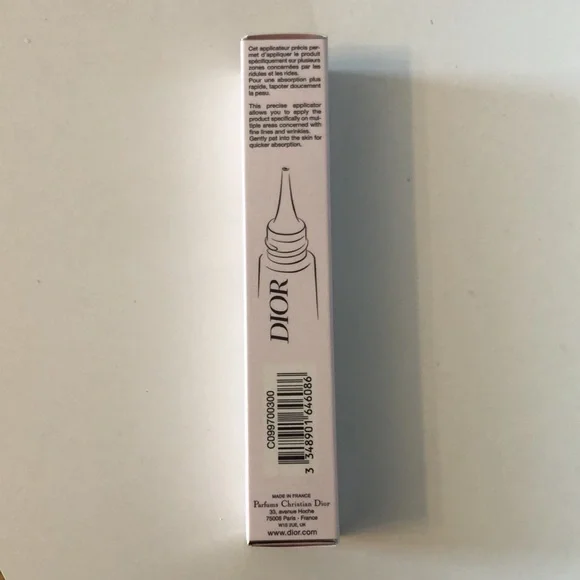 Cet applicateur précis per-
met d'appliquer le produit
spécifiquement sur plusieurs
zones concernées par les
ridules et les rides.
Pour une absorption plus
rapide, tapoter doucement
la peau.
This precise applicator
allows you to apply the
product specifically on mul-
tiple areas concerned with
fine lines and wrinkles.
Gently pat into the skin for
quicker absorption.
DIOR
C099700300
3 348901 646086
MADE IN FRANCE
Parfums Christian Dior
33, avenue Hoche
75008 Paris - France
W1S 2UE, UK
www.dior.com